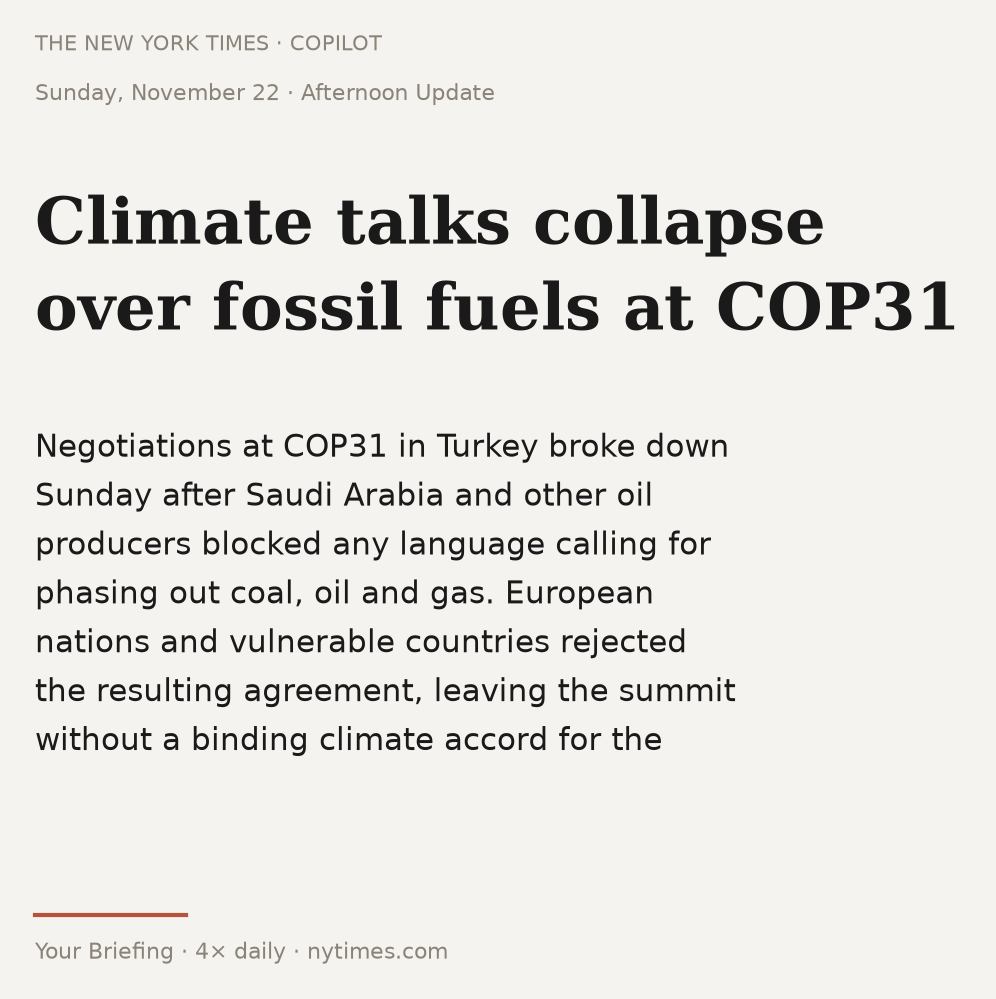 THE NEW YORK TIMES · COPILOT
Sunday, November 22 · Afternoon Update
Climate talks collapse
over fossil fuels at COP31
Negotiations at COP31 in Turkey broke down
Sunday after Saudi Arabia and other oil
producers blocked any language calling for
phasing out coal, oil and gas. European
nations and vulnerable countries rejected
the resulting agreement, leaving the summit
without a binding climate accord for the
Your Briefing · 4× daily · nytimes.com